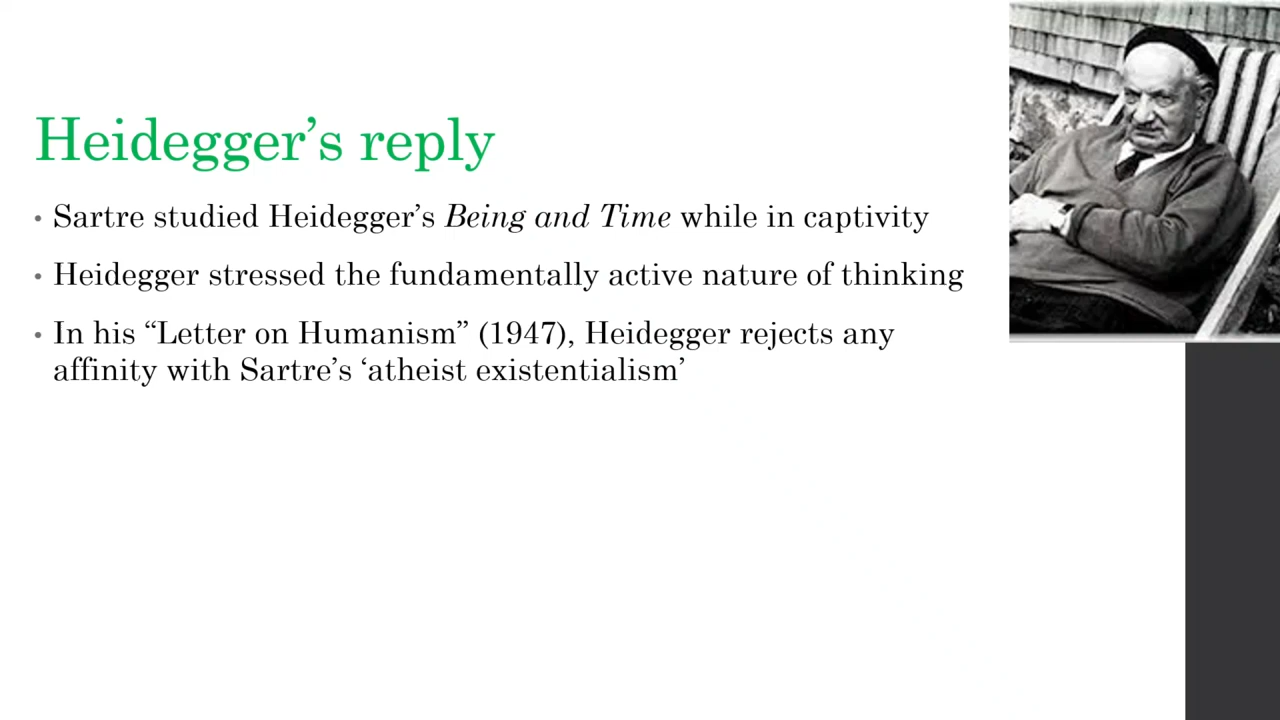 Heidegger’s reply
• Sartre studied Heidegger’s Being and Time while in captivity
• Heidegger stressed the fundamentally active nature of thinking
• In his “Letter on Humanism” (1947), Heidegger rejects any
affinity with Sartre’s ‘atheist existentialism’